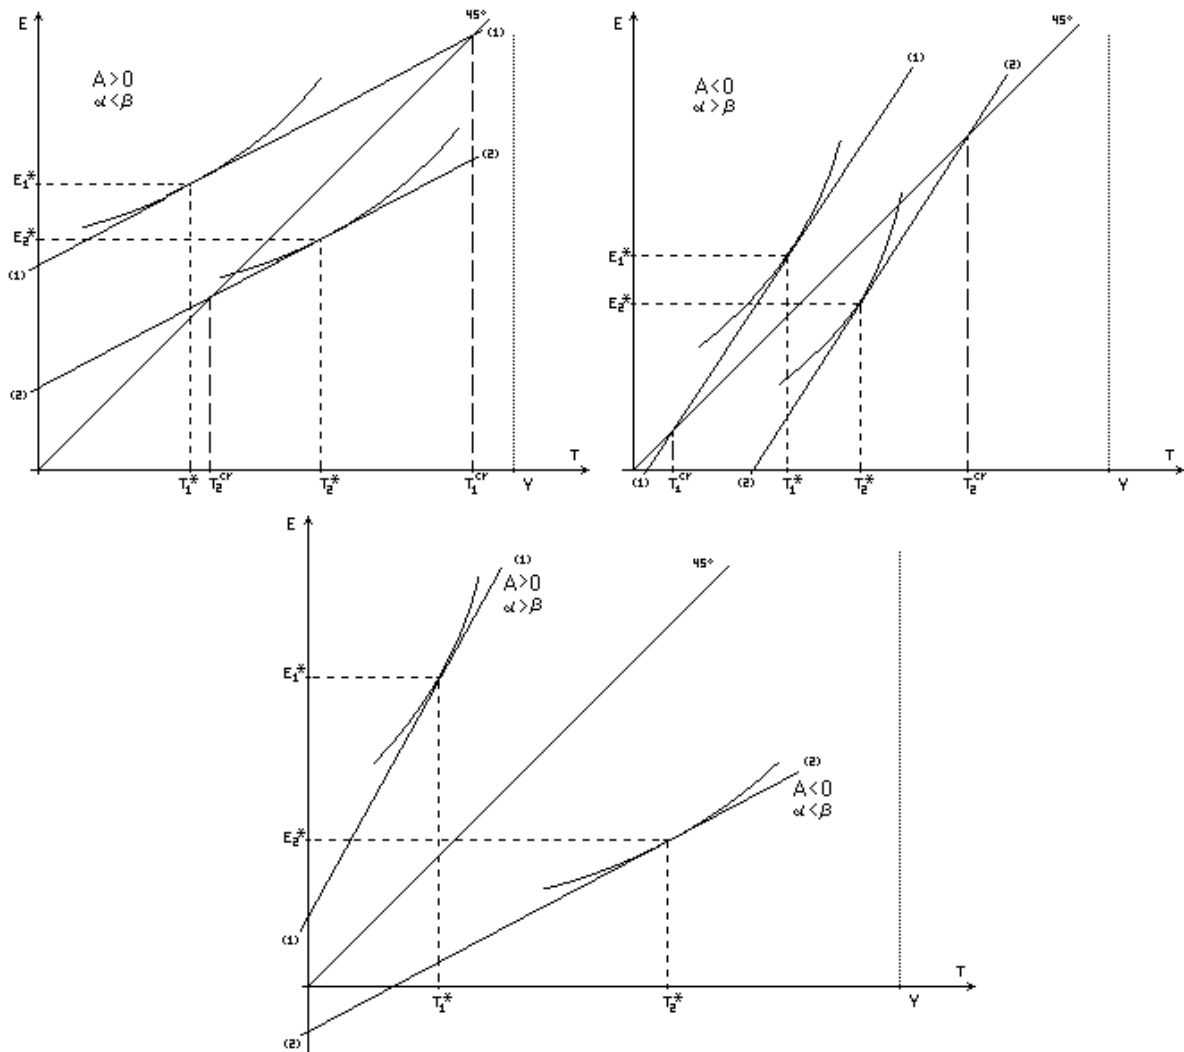 E
45°
(1)
A>0
α<β
(2)
E₁*
E₂*
(1)
(2)
T
T₁*
T₂ᶜʳ
T₂*
T₁ᶜʳ
Y
E
45°
(1)
(2)
A<0
α>β
E₁*
E₂*
T
(1)
T₁ᶜʳ
(2)
T₁*
T₂*
T₂ᶜʳ
Y
E
(1)
A>0
α>β
45°
E₁*
(2)
A<0
α<β
E₂*
(1)
T
T₁*
T₂*
Y
(2)